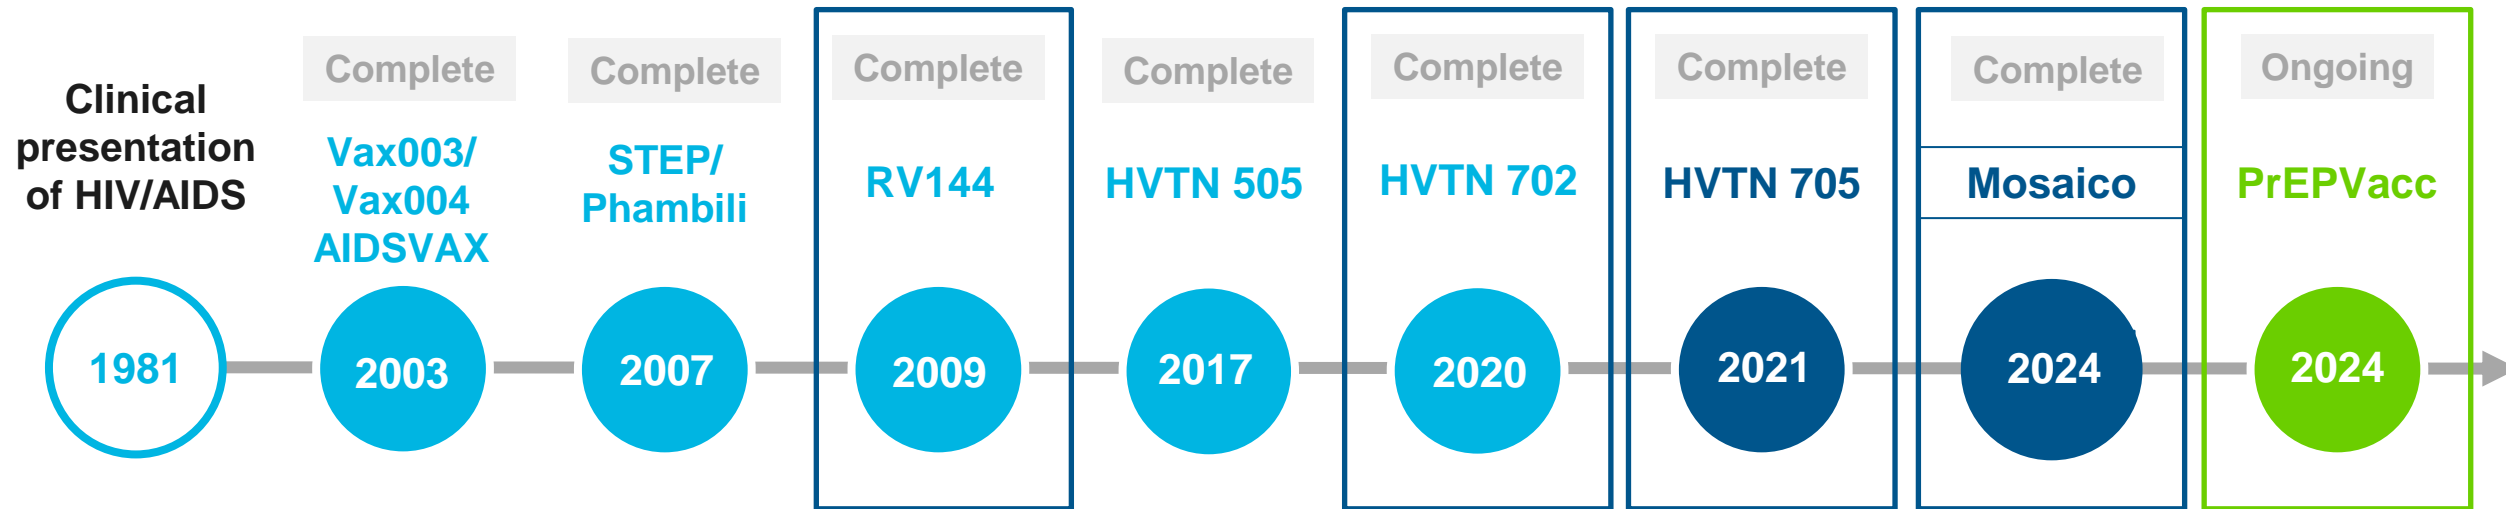 Clinical
presentation
of HIV/AIDS
1981
Complete
Vax003/
Vax004
AIDSVAX
2003
Complete
STEP/
Phambili
2007
Complete
RV144
2009
Complete
HVTN 505
2017
Complete
HVTN 702
2020
Complete
HVTN 705
2021
Complete
Mosaico
2024
Ongoing
PrEPVacc
2024